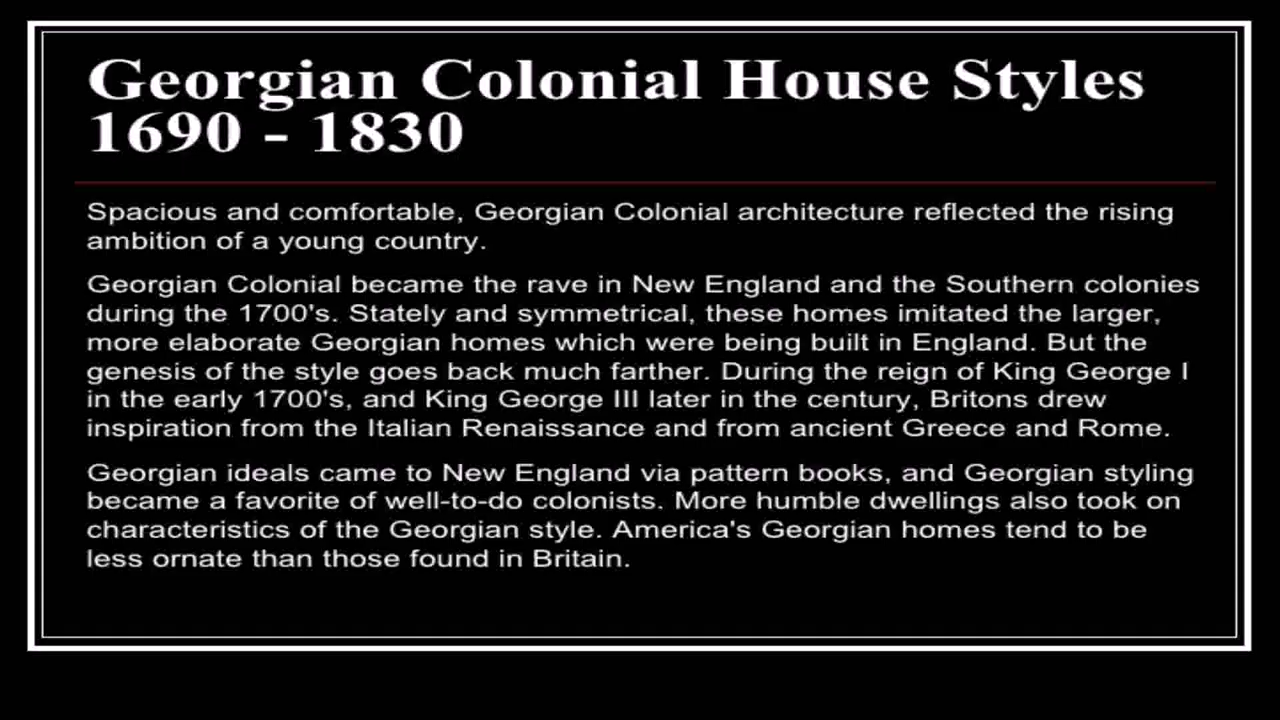 Georgian Colonial House Styles
1690 - 1830
Spacious and comfortable, Georgian Colonial architecture reflected the rising
ambition of a young country.
Georgian Colonial became the rave in New England and the Southern colonies
during the 1700's. Stately and symmetrical, these homes imitated the larger,
more elaborate Georgian homes which were being built in England. But the
genesis of the style goes back much farther. During the reign of King George I
in the early 1700's, and King George III later in the century, Britons drew
inspiration from the Italian Renaissance and from ancient Greece and Rome.
Georgian ideals came to New England via pattern books, and Georgian styling
became a favorite of well-to-do colonists. More humble dwellings also took on
characteristics of the Georgian style. America's Georgian homes tend to be
less ornate than those found in Britain.